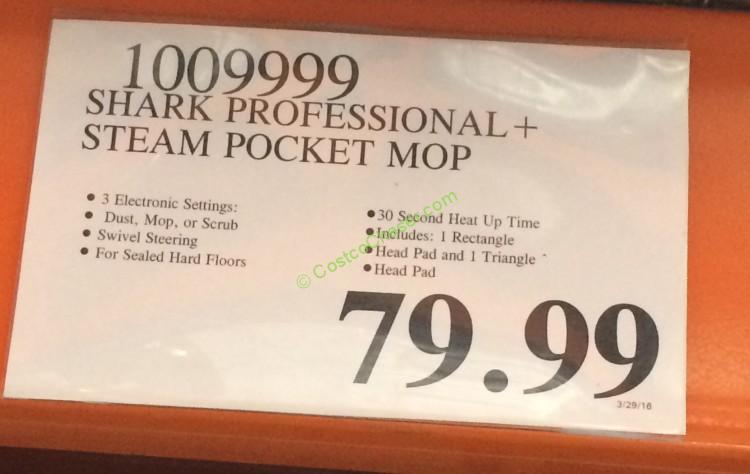 1009999
SHARK PROFESSIONAL+
STEAM POCKET MOP
• 3 Electronic Settings:
• Dust, Mop, or Scrub
• Swivel Steering
• For Sealed Hard Floors
• 30 Second Heat Up Time
• Includes: 1 Rectangle
• Head Pad and 1 Triangle
• Head Pad
© CostcoChaser.com
79.99
3/29/16